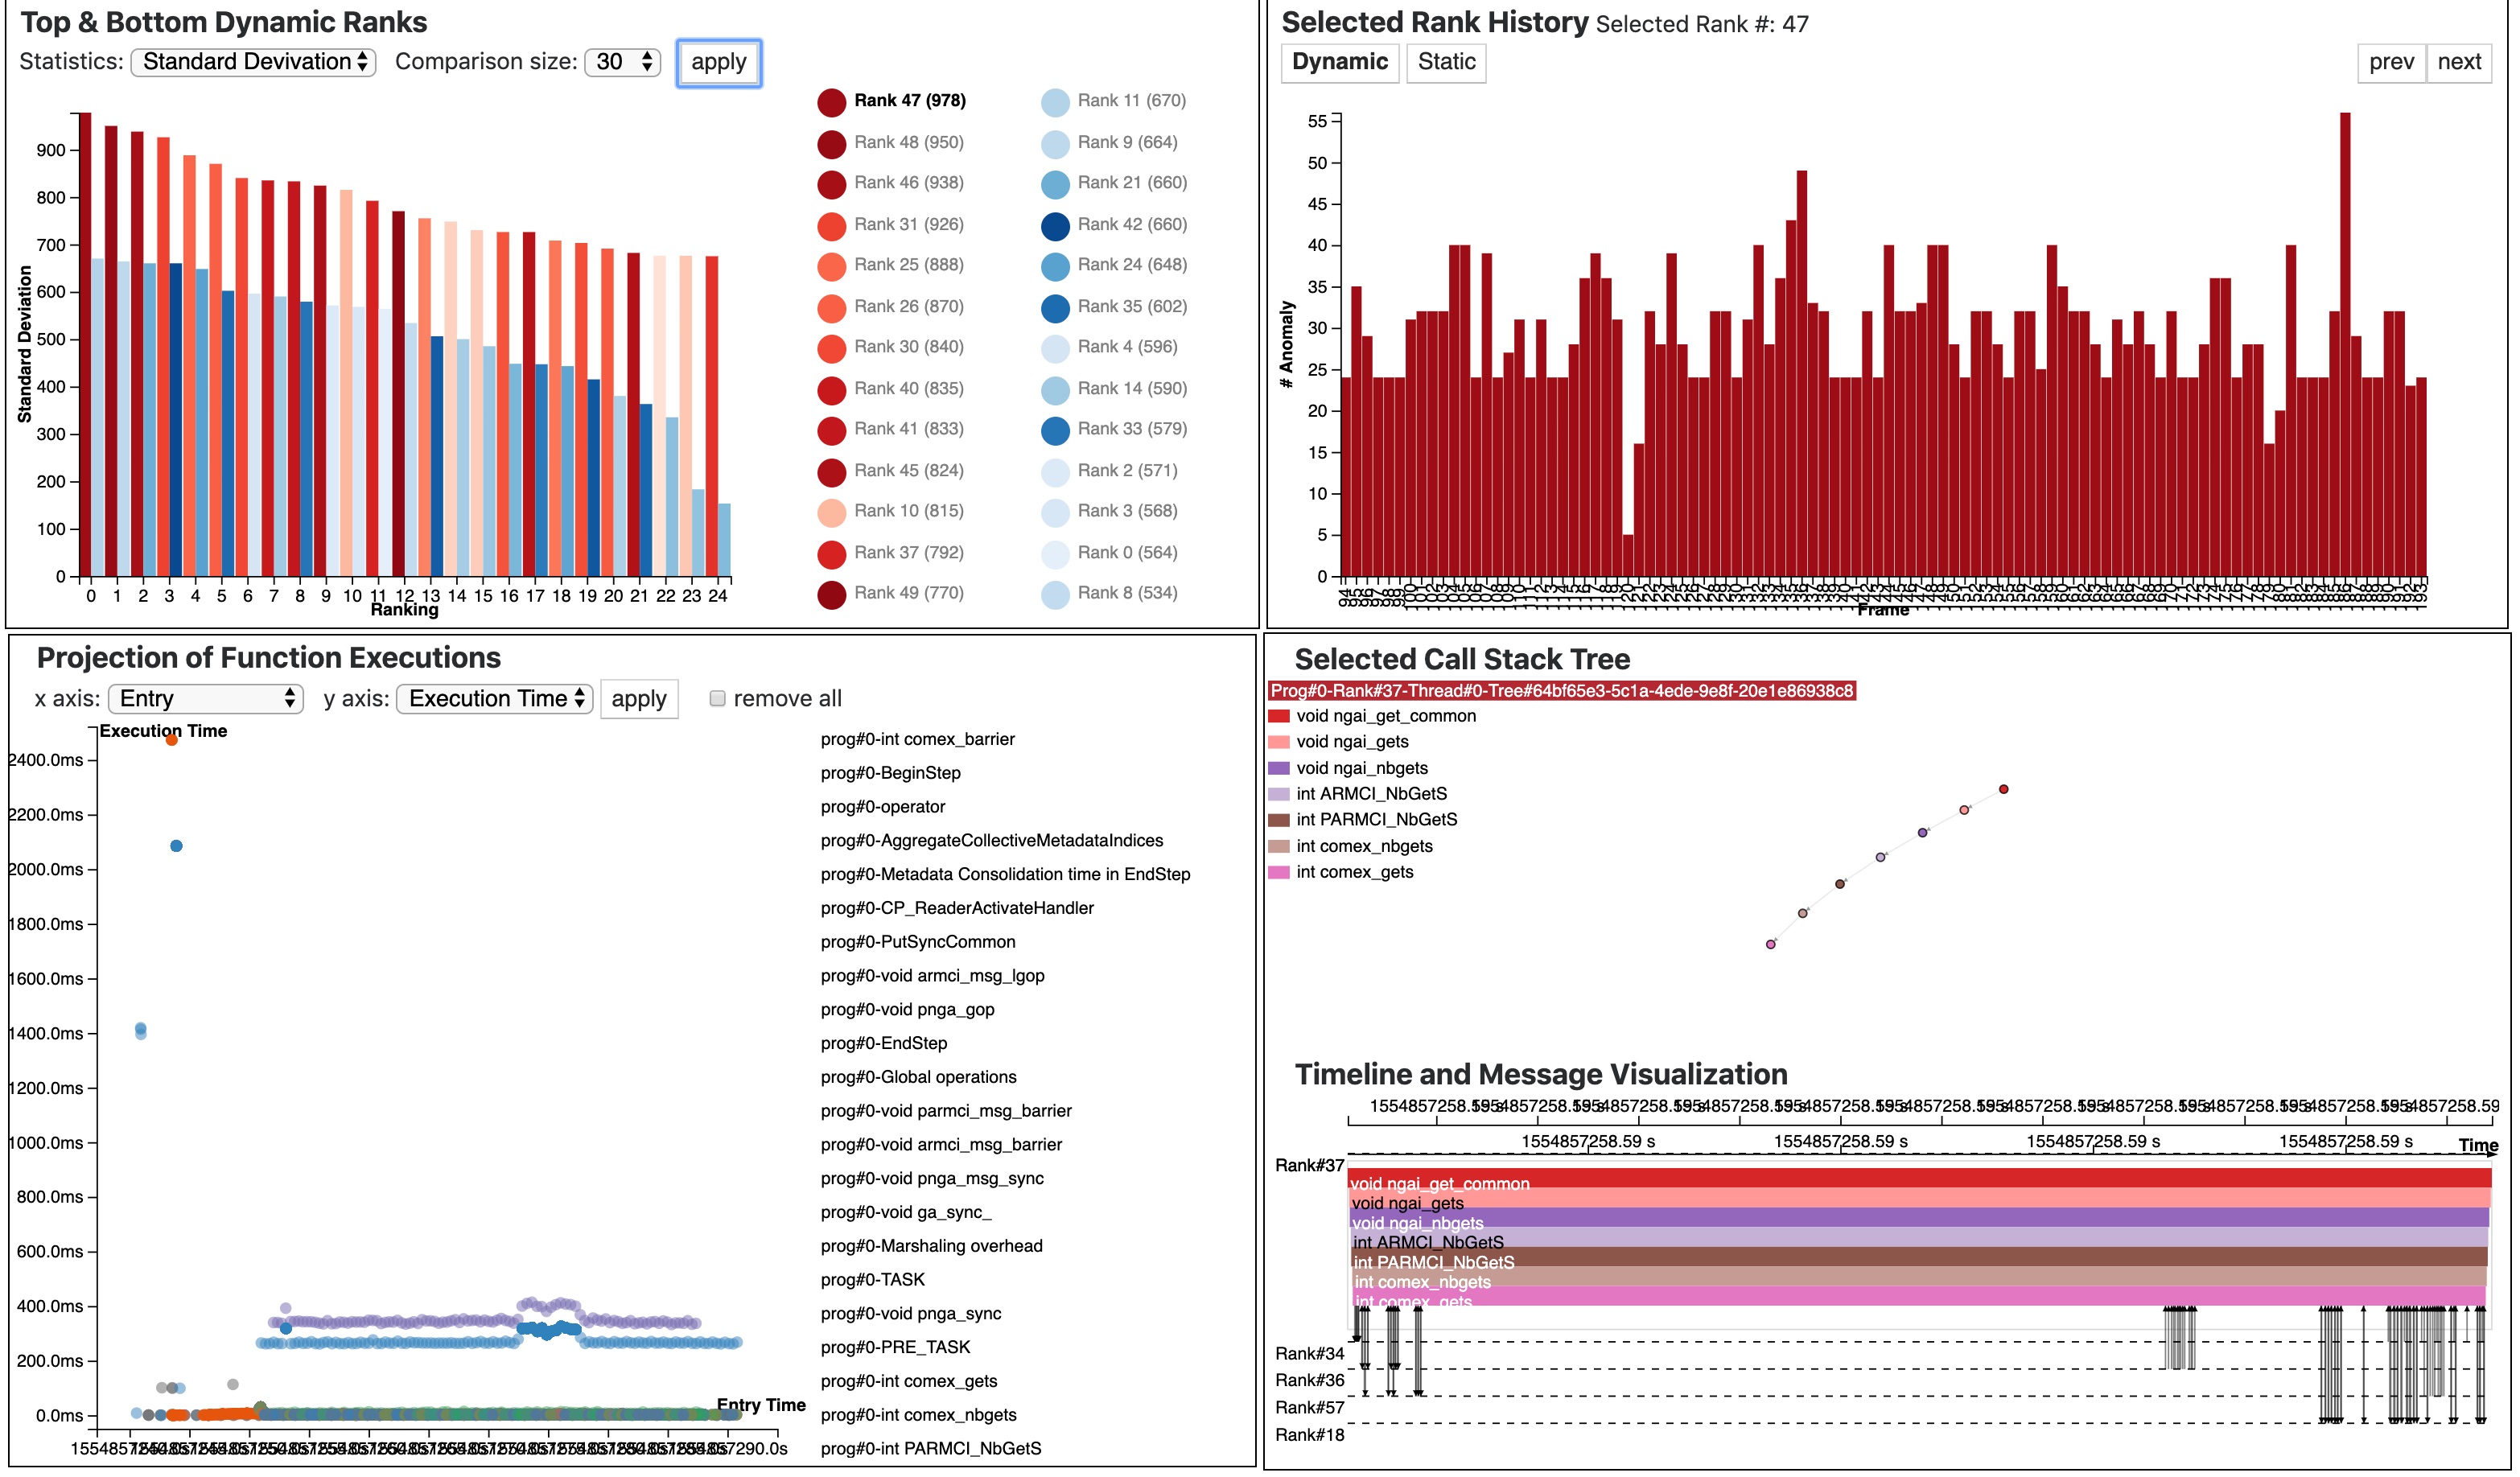 Top & Bottom Dynamic Ranks
Statistics: Standard Devivation Comparison size: 30 apply
Standard Deviation
900
800
700
600
500
400
300
200
100
0
0 1 2 3 4 5 6 7 8 9 10 11 12 13 14 15 16 17 18 19 20 21 22 23 24
Ranking
Rank 47 (978)
Rank 48 (950)
Rank 46 (938)
Rank 31 (926)
Rank 25 (888)
Rank 26 (870)
Rank 30 (840)
Rank 40 (835)
Rank 41 (833)
Rank 45 (824)
Rank 10 (815)
Rank 37 (792)
Rank 49 (770)
Rank 11 (670)
Rank 9 (664)
Rank 21 (660)
Rank 42 (660)
Rank 24 (648)
Rank 35 (602)
Rank 4 (596)
Rank 14 (590)
Rank 33 (579)
Rank 2 (571)
Rank 3 (568)
Rank 0 (564)
Rank 8 (534)
Selected Rank History Selected Rank #: 47
Dynamic Static prev next
# Anomaly
55
50
45
40
35
30
25
20
15
10
5
0
Frame
Projection of Function Executions
x axis: Entry y axis: Execution Time apply remove all
Execution Time
2400.0ms
2200.0ms
2000.0ms
1800.0ms
1600.0ms
1400.0ms
1200.0ms
1000.0ms
800.0ms
600.0ms
400.0ms
200.0ms
0.0ms
Entry Time
prog#0-int comex_barrier
prog#0-BeginStep
prog#0-operator
prog#0-AggregateCollectiveMetadataIndices
prog#0-Metadata Consolidation time in EndStep
prog#0-CP_ReaderActivateHandler
prog#0-PutSyncCommon
prog#0-void armci_msg_lgop
prog#0-void pnga_gop
prog#0-EndStep
prog#0-Global operations
prog#0-void parmci_msg_barrier
prog#0-void armci_msg_barrier
prog#0-void pnga_msg_sync
prog#0-void ga_sync_
prog#0-Marshaling overhead
prog#0-TASK
prog#0-void pnga_sync
prog#0-PRE_TASK
prog#0-int comex_gets
prog#0-int comex_nbgets
prog#0-int PARMCI_NbGetS
Selected Call Stack Tree
Prog#0-Rank#37-Thread#0-Tree#64bf65e3-5c1a-4ede-9e8f-20e1e86938c8
void ngai_get_common
void ngai_gets
void ngai_nbgets
int ARMCI_NbGetS
int PARMCI_NbGetS
int comex_nbgets
int comex_gets
Timeline and Message Visualization
1554857258.59 s 1554857258.59 s 1554857258.59 s 1554857258.59 s
Time
Rank#37
void ngai_get_common
void ngai_gets
void ngai_nbgets
int ARMCI_NbGetS
int PARMCI_NbGetS
int comex_nbgets
int comex_gets
Rank#34
Rank#36
Rank#57
Rank#18